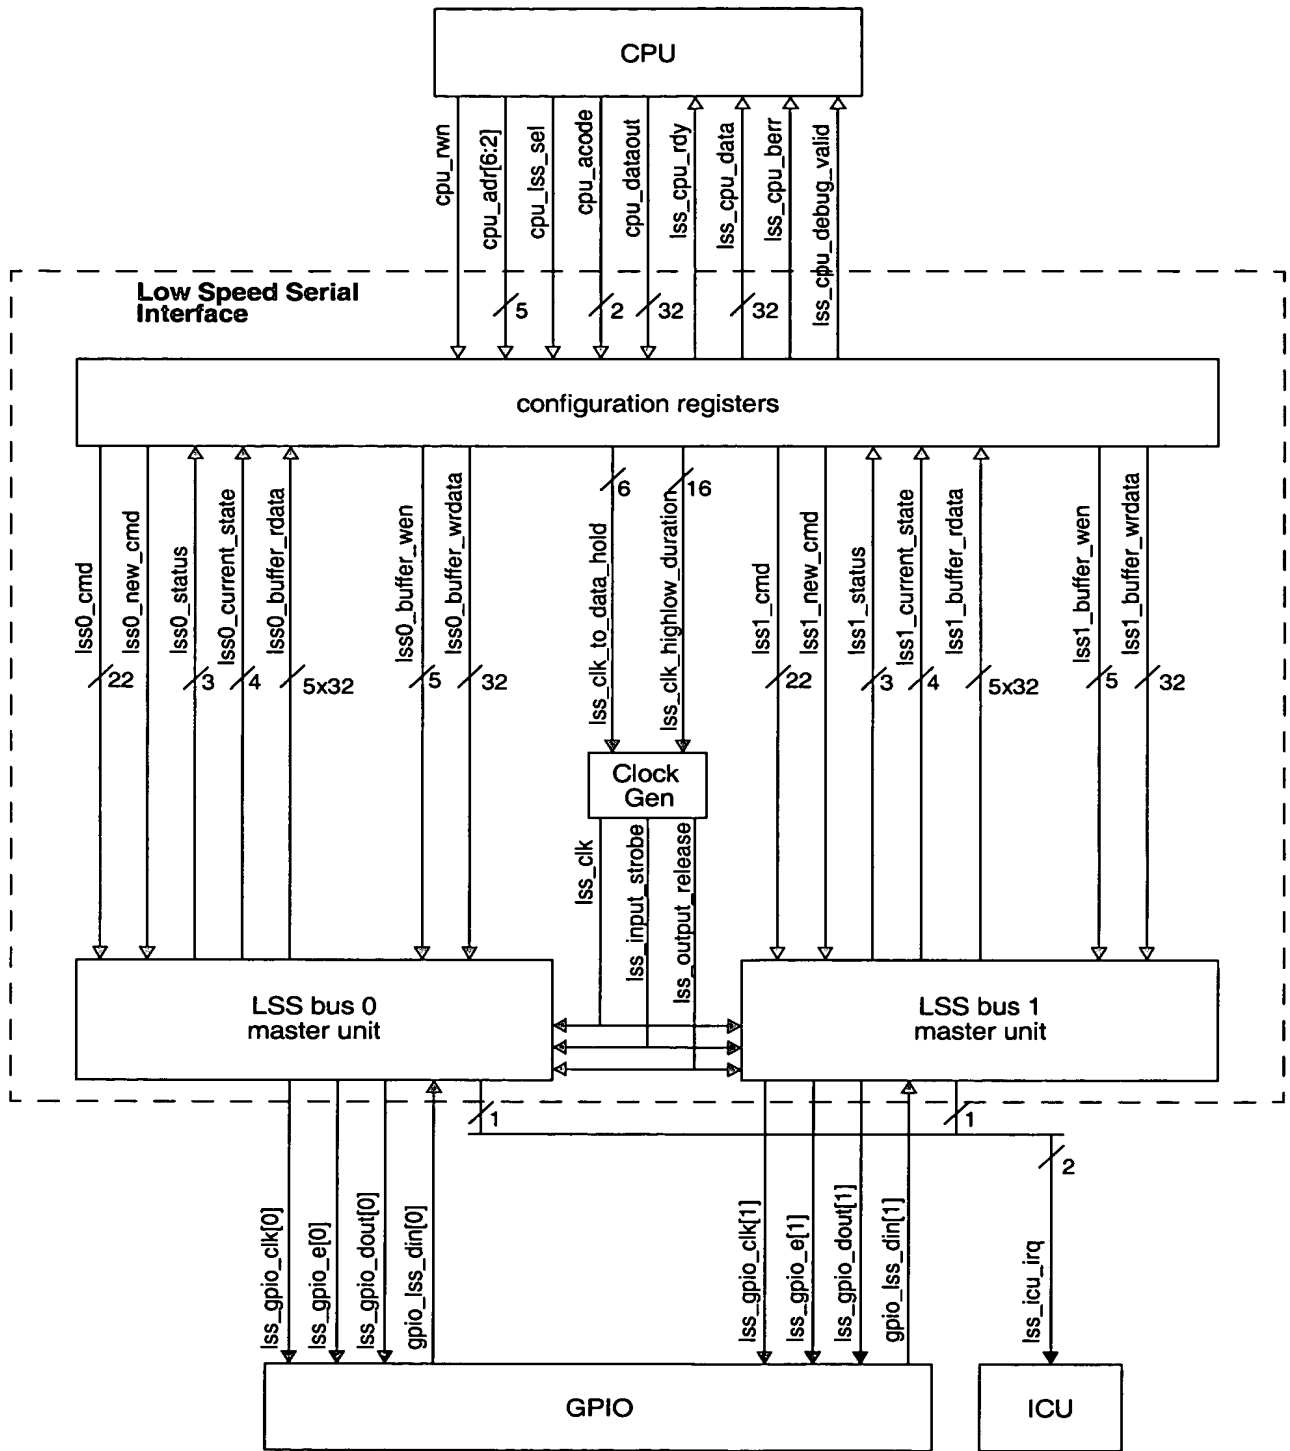 CPU
cpu_rwn
cpu_adr[6:2]
cpu_lss_sel
cpu_acode
cpu_dataout
lss_cpu_rdy
lss_cpu_data
lss_cpu_berr
lss_cpu_debug_valid
Low Speed Serial
Interface
5
2
32
32
configuration registers
lss0_cmd
lss0_new_cmd
lss0_status
lss0_current_state
lss0_buffer_rdata
lss0_buffer_wen
lss0_buffer_wrdata
lss_clk_to_data_hold
lss_clk_highlow_duration
lss1_cmd
lss1_new_cmd
lss1_status
lss1_current_state
lss1_buffer_rdata
lss1_buffer_wen
lss1_buffer_wrdata
6
16
22
3
4
5x32
5
32
22
3
4
5x32
5
32
Clock
Gen
lss_clk
lss_input_strobe
lss_output_release
LSS bus 0
master unit
LSS bus 1
master unit
1
1
2
lss_gpio_clk[0]
lss_gpio_e[0]
lss_gpio_dout[0]
gpio_lss_din[0]
lss_gpio_clk[1]
lss_gpio_e[1]
lss_gpio_dout[1]
gpio_lss_din[1]
lss_icu_irq
GPIO
ICU